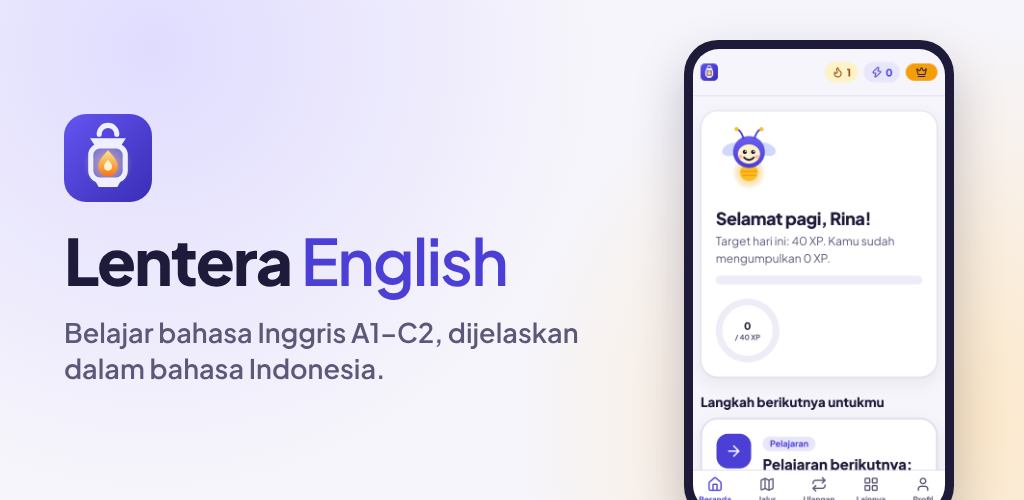 Lentera English
Belajar bahasa Inggris A1–C2, dijelaskan
dalam bahasa Indonesia.
1
0
Selamat pagi, Rina!
Target hari ini: 40 XP. Kamu sudah
mengumpulkan 0 XP.
0
/ 40 XP
Langkah berikutnya untukmu
Pelajaran
Pelajaran berikutnya:
Beranda Jalur Ulangan Lainnya Profil